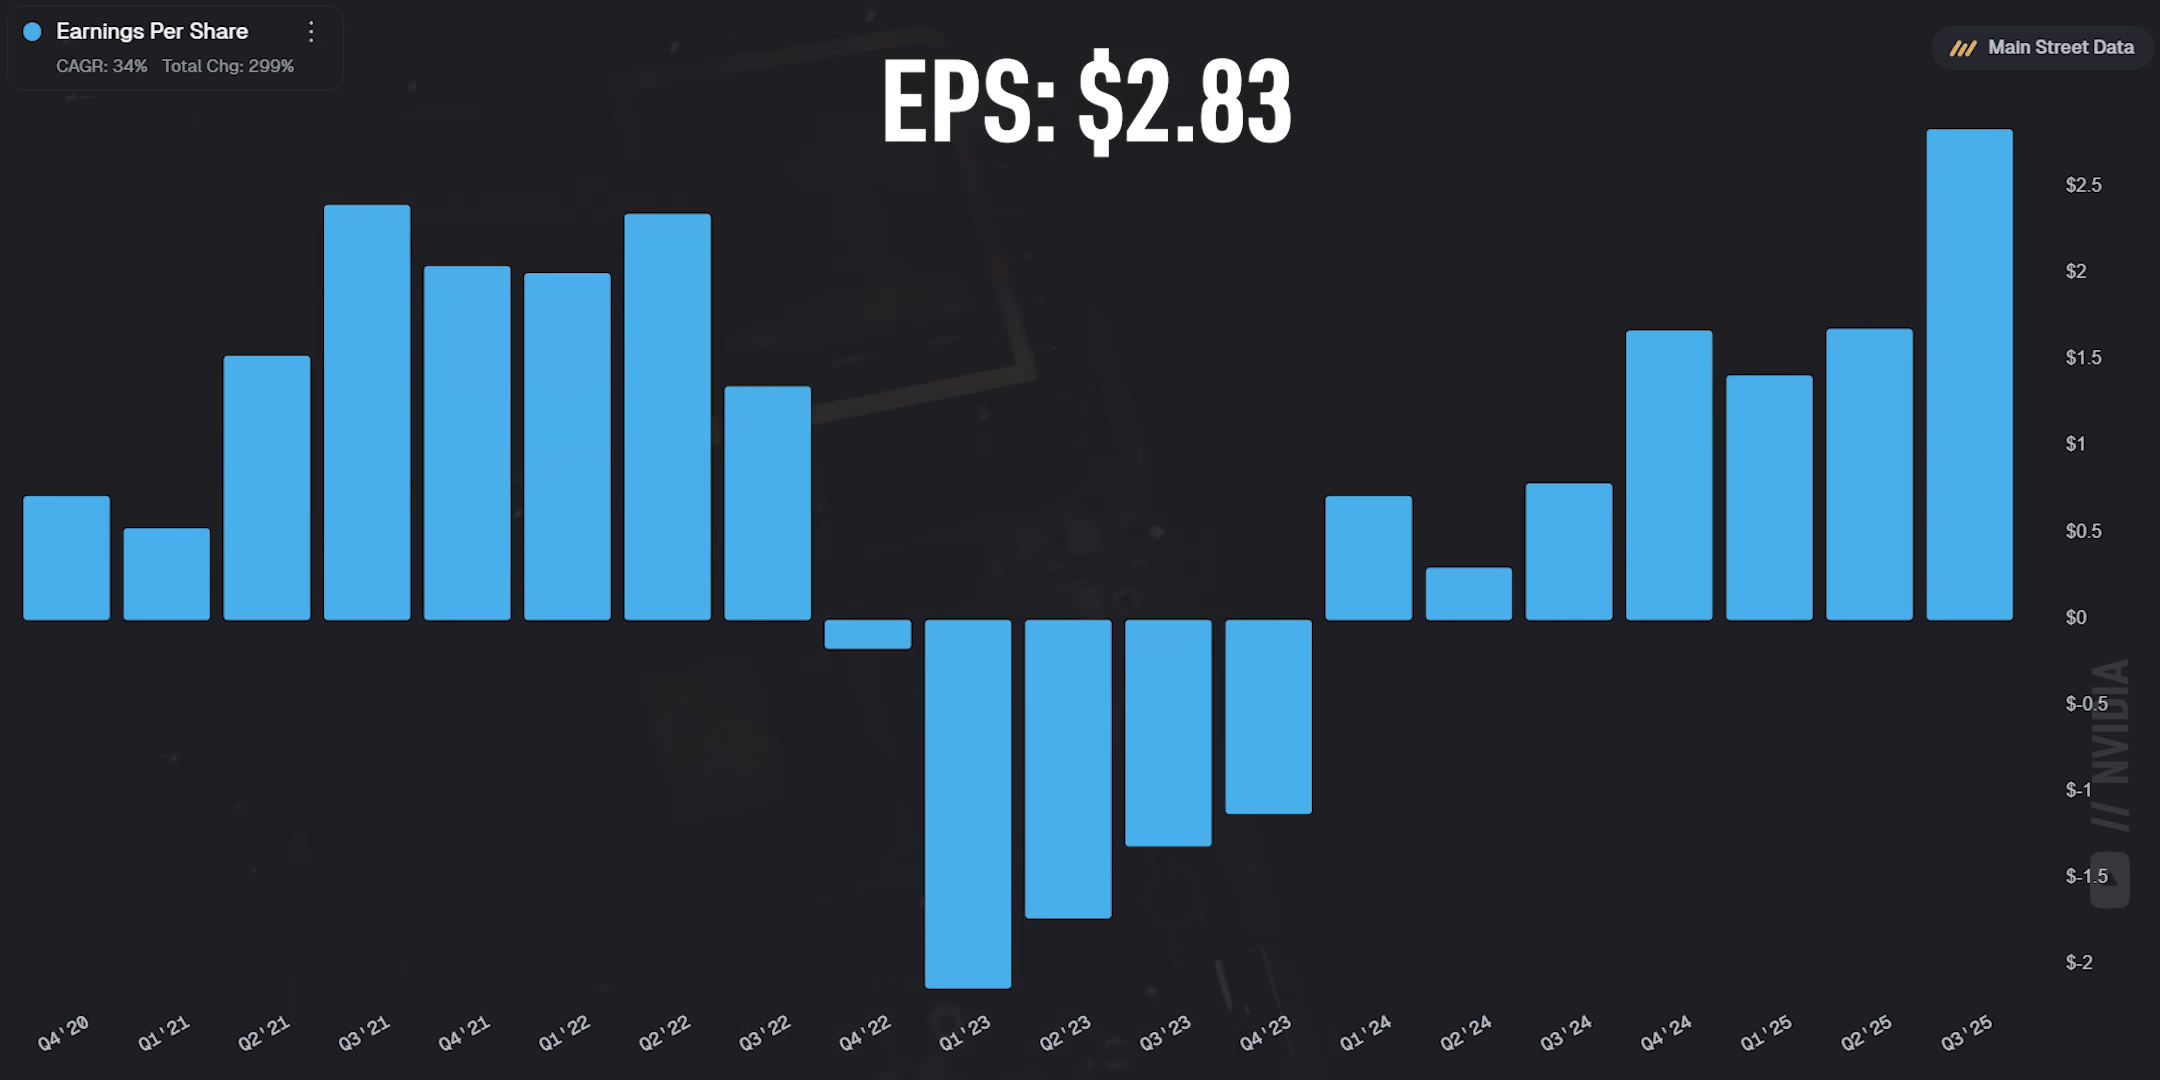 Earnings Per Share
CAGR: 34% Total Chg: 299%
EPS: $2.83
Main Street Data
$2.5
$2
$1.5
$1
$0.5
$0
$-0.5
$-1
$-1.5
$-2
// NVIDIA
Q4'20 Q1'21 Q2'21 Q3'21 Q4'21 Q1'22 Q2'22 Q3'22 Q4'22 Q1'23 Q2'23 Q3'23 Q4'23 Q1'24 Q2'24 Q3'24 Q4'24 Q1'25 Q2'25 Q3'25